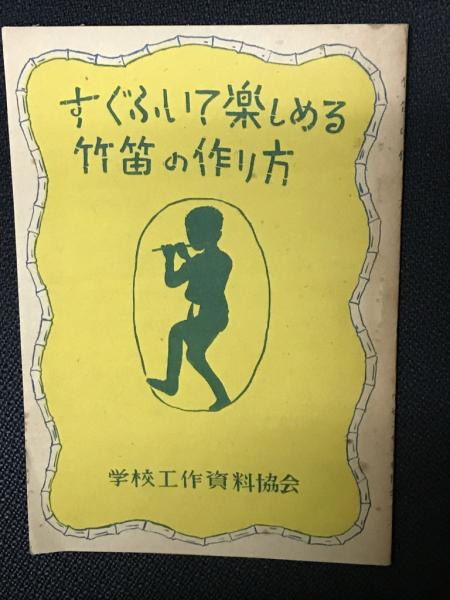 すぐふいて楽しめる
竹笛の作り方
学校工作資料協会